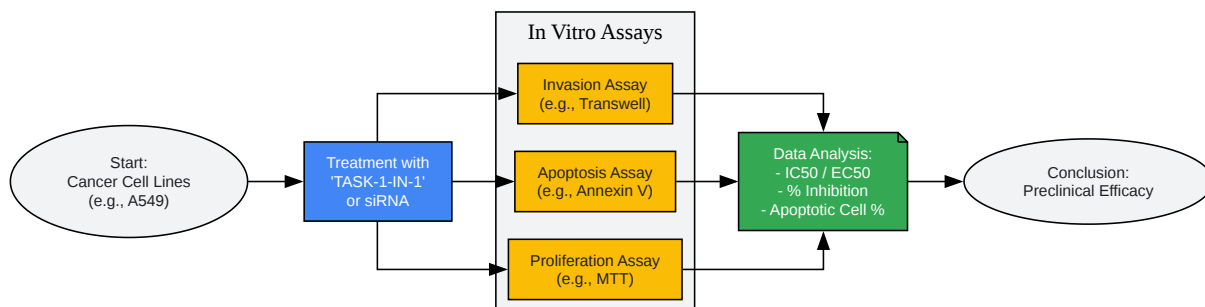 In Vitro Assays
Start:
Cancer Cell Lines
(e.g., A549)
Treatment with
'TASK-1-IN-1'
or siRNA
Invasion Assay
(e.g., Transwell)
Apoptosis Assay
(e.g., Annexin V)
Proliferation Assay
(e.g., MTT)
Data Analysis:
- IC50 / EC50
- % Inhibition
- Apoptotic Cell %
Conclusion:
Preclinical Efficacy